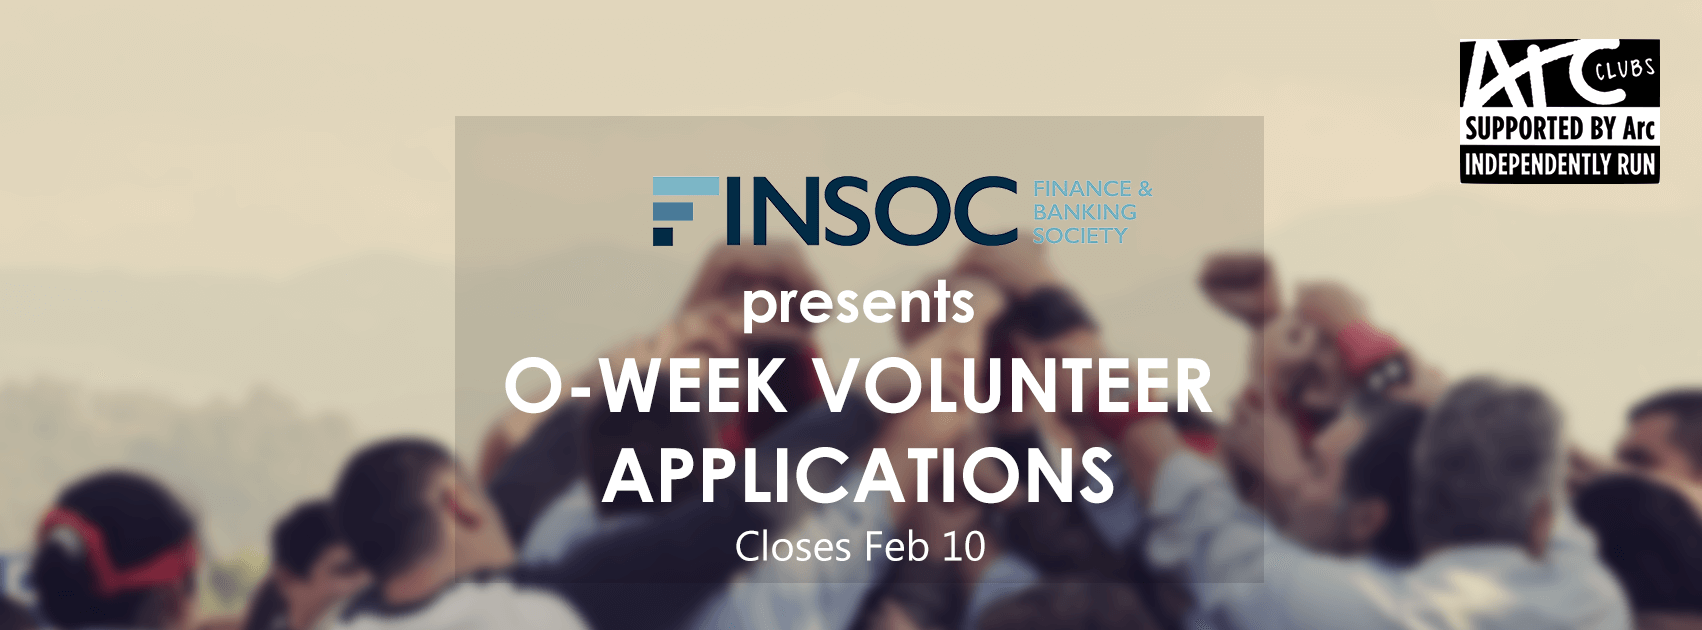 Arc CLUBS
SUPPORTED BY Arc
INDEPENDENTLY RUN
FINSOC
FINANCE &
BANKING
SOCIETY
presents
O-WEEK VOLUNTEER
APPLICATIONS
Closes Feb 10